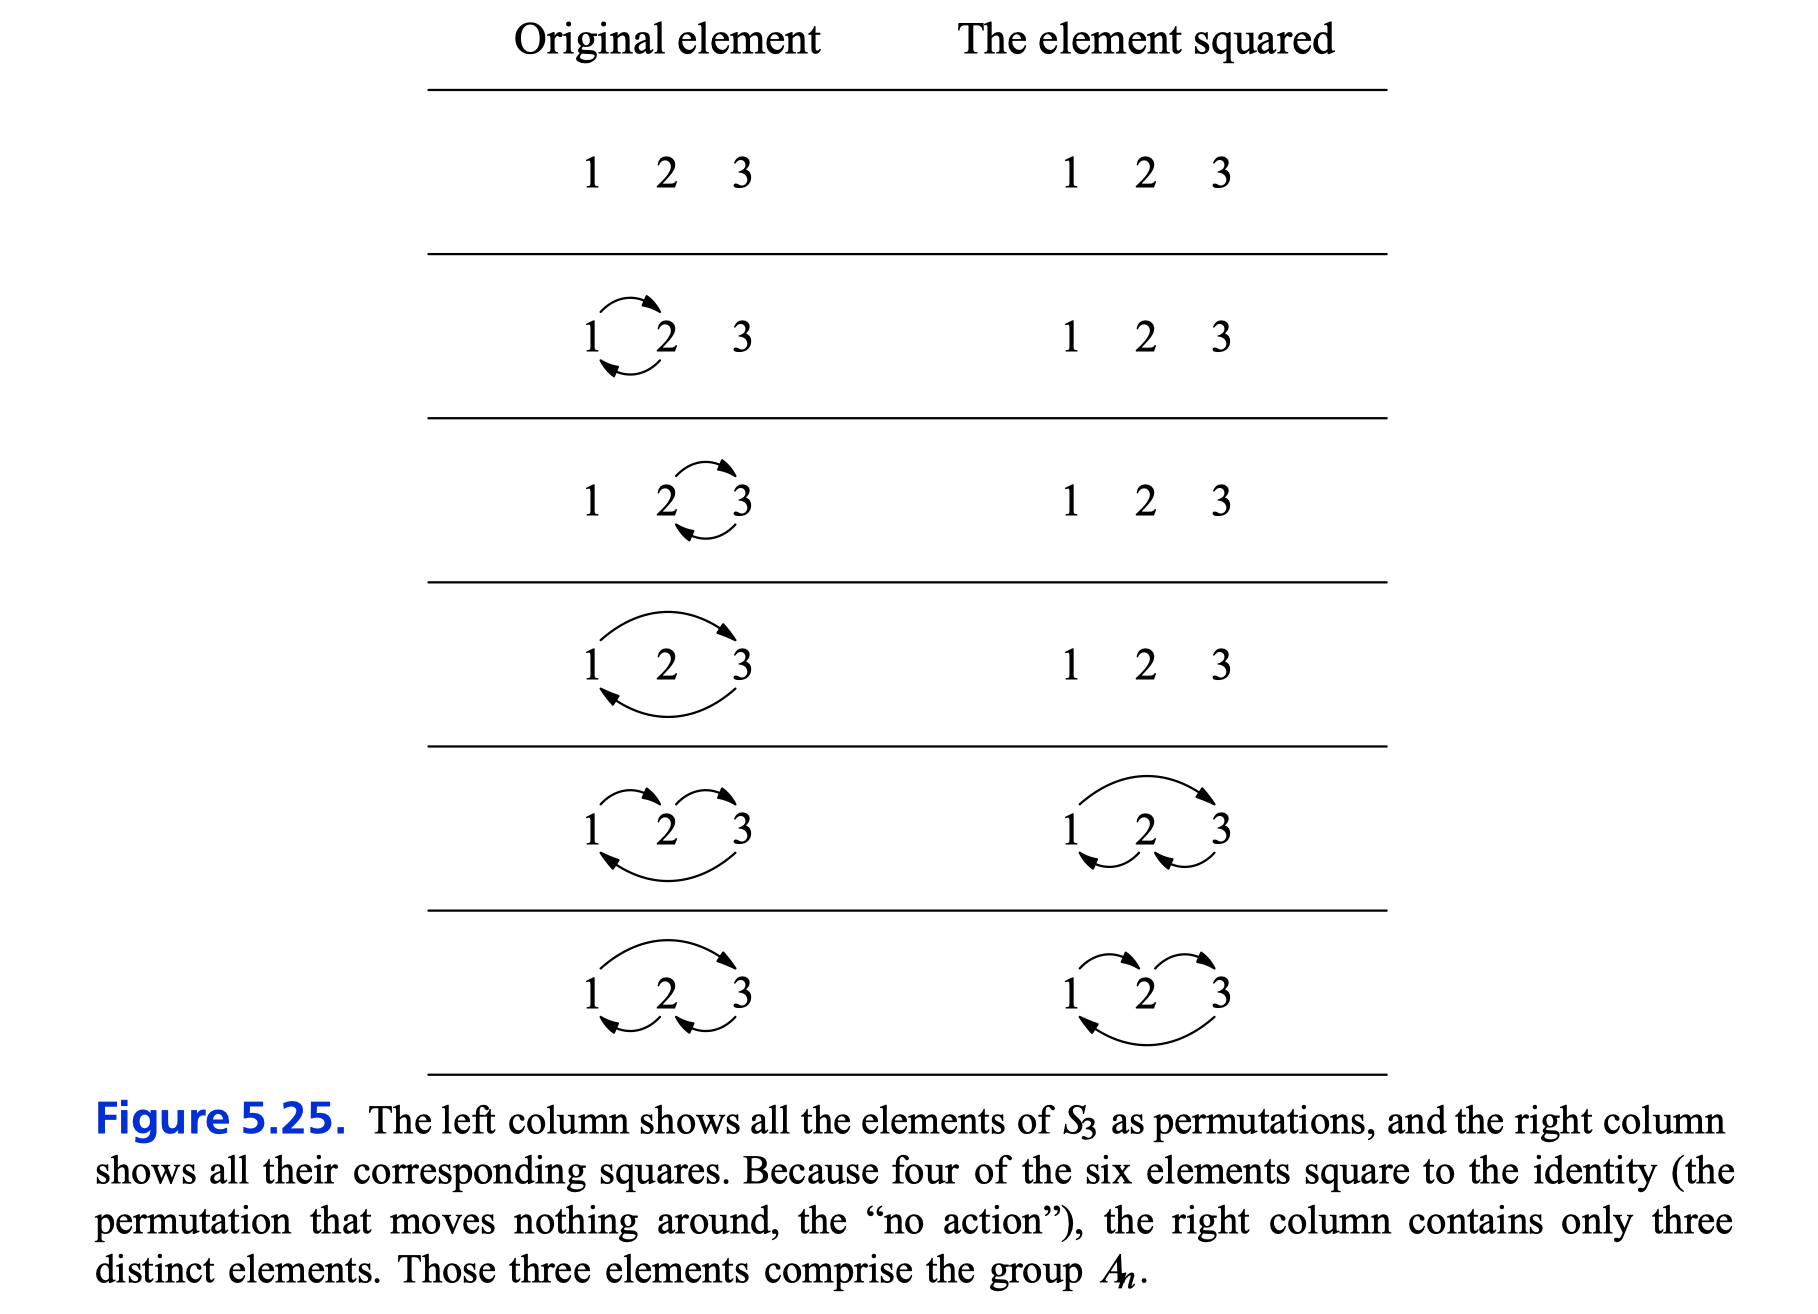 Original element The element squared
1 2 3 1 2 3
1 2 3 1 2 3
1 2 3 1 2 3
1 2 3 1 2 3
1 2 3 1 2 3
1 2 3 1 2 3
Figure 5.25. The left column shows all the elements of S₃ as permutations, and the right column
shows all their corresponding squares. Because four of the six elements square to the identity (the
permutation that moves nothing around, the “no action”), the right column contains only three
distinct elements. Those three elements comprise the group Aₙ.